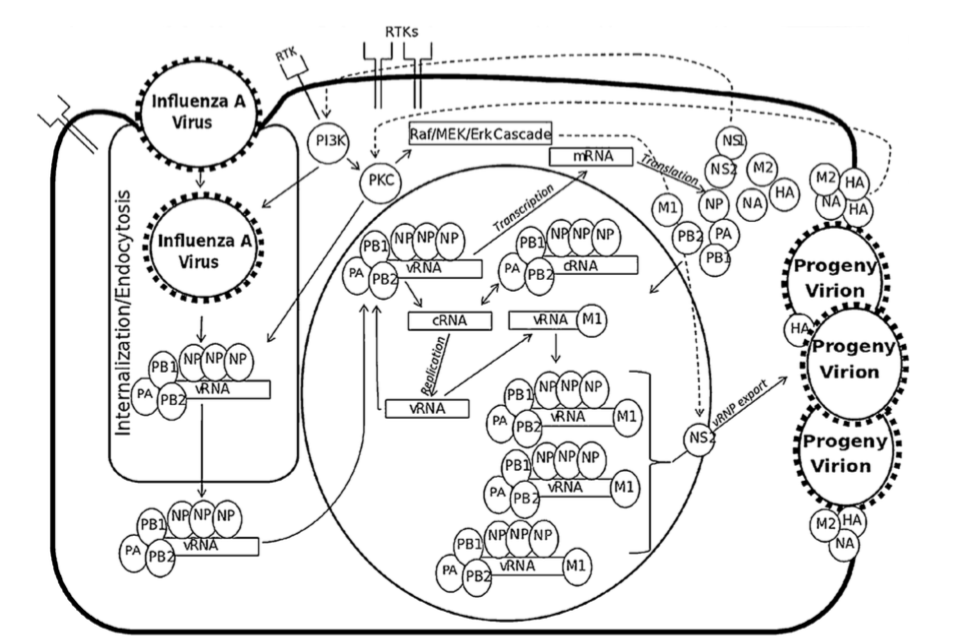 RTKs
RTK
Influenza A
Virus
PI3K
Raf/MEK/Erk Cascade
mRNA
Translation
NS1
NS2
M2
HA
NA
NP
M1
PB2
PA
PB1
PKC
M2
HA
NA
HA
Internalization/Endocytosis
Influenza A
Virus
Transcription
PB1
NP
NP
NP
PA
PB2
vRNA
PB1
NP
NP
NP
PA
PB2
cRNA
Progeny
Virion
cRNA
vRNA
M1
HA
Replication
vRNA
Progeny
Virion
PB1
NP
NP
NP
PA
PB2
vRNA
PB1
NP
NP
NP
PA
PB2
vRNA
M1
NS2
vRNP export
Progeny
Virion
PB1
NP
NP
NP
PA
PB2
vRNA
M1
PB1
NP
NP
NP
PA
PB2
vRNA
PB1
NP
NP
NP
PA
PB2
vRNA
M1
M2
HA
NA